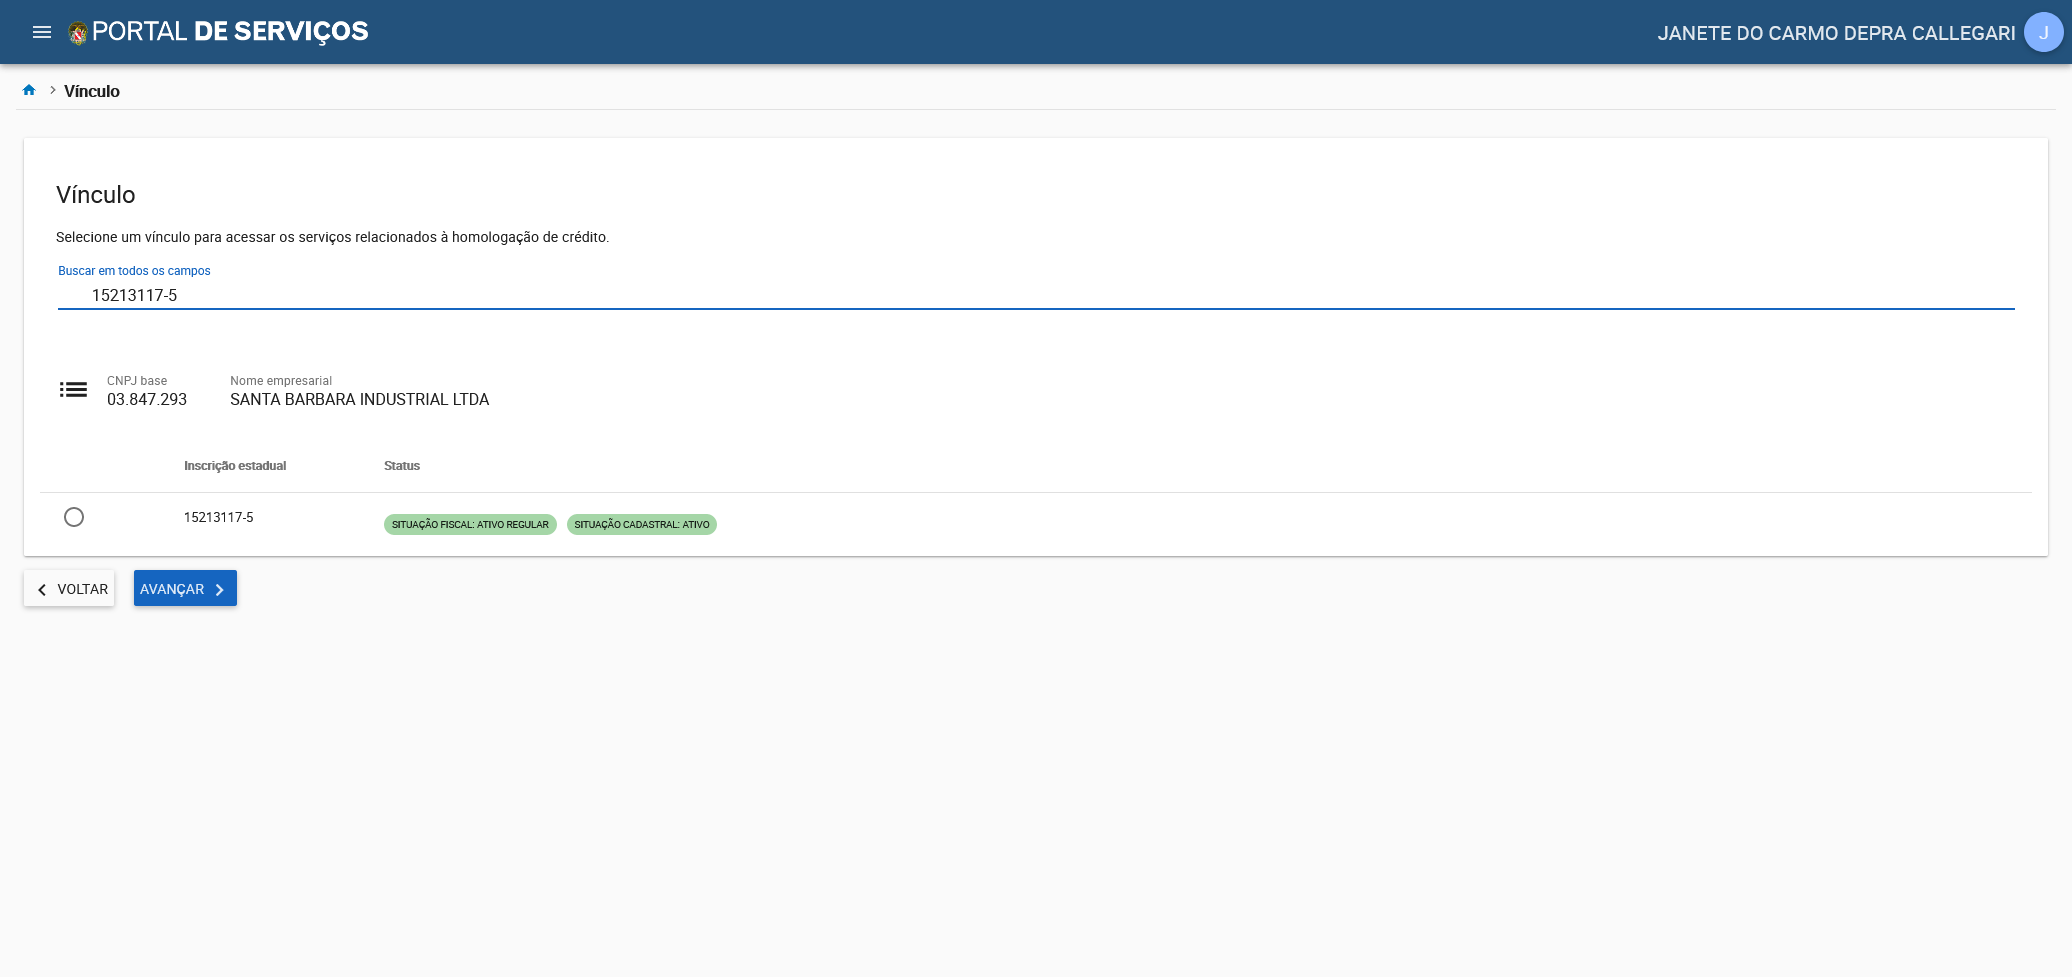 PORTAL DE SERVIÇOS
JANETE DO CARMO DEPRA CALLEGARI J
Vínculo
Vínculo
Selecione um vínculo para acessar os serviços relacionados à homologação de crédito.
Buscar em todos os campos
15213117-5
CNPJ base Nome empresarial
03.847.293 SANTA BARBARA INDUSTRIAL LTDA
Inscrição estadual Status
15213117-5 SITUAÇÃO FISCAL: ATIVO REGULAR SITUAÇÃO CADASTRAL: ATIVO
VOLTAR AVANÇAR